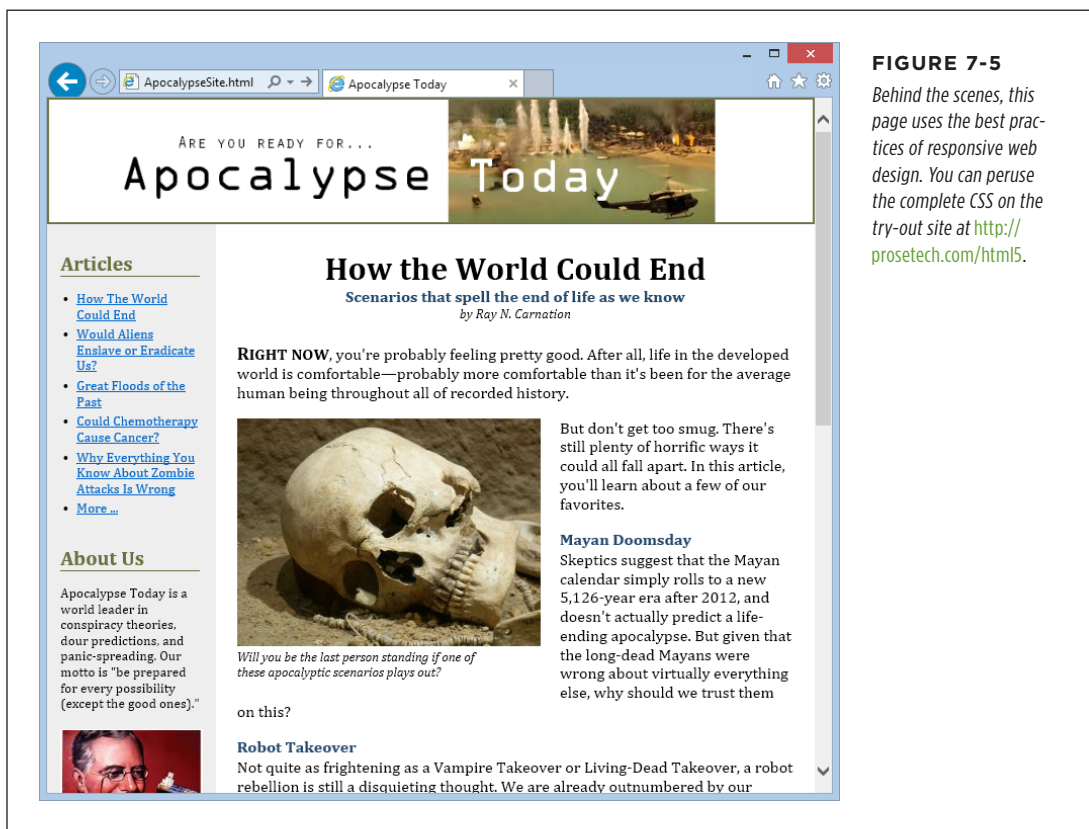 ApocalypseSite.html
Apocalypse Today
ARE YOU READY FOR...
Apocalypse Today
Articles
• How The World
Could End
• Would Aliens
Enslave or Eradicate
Us?
• Great Floods of the
Past
• Could Chemotherapy
Cause Cancer?
• Why Everything You
Know About Zombie
Attacks Is Wrong
• More ...
About Us
Apocalypse Today is a
world leader in
conspiracy theories,
dour predictions, and
panic-spreading. Our
motto is "be prepared
for every possibility
(except the good ones)."
How the World Could End
Scenarios that spell the end of life as we know
by Ray N. Carnation
RIGHT NOW, you're probably feeling pretty good. After all, life in the developed
world is comfortable—probably more comfortable than it's been for the average
human being throughout all of recorded history.
But don't get too smug. There's
still plenty of horrific ways it
could all fall apart. In this article,
you'll learn about a few of our
favorites.
Mayan Doomsday
Skeptics suggest that the Mayan
calendar simply rolls to a new
5,126-year era after 2012, and
doesn't actually predict a life-
ending apocalypse. But given that
the long-dead Mayans were
wrong about virtually everything
else, why should we trust them
on this?
Will you be the last person standing if one of
these apocalyptic scenarios plays out?
Robot Takeover
Not quite as frightening as a Vampire Takeover or Living-Dead Takeover, a robot
rebellion is still a disquieting thought. We are already outnumbered by our
FIGURE 7-5
Behind the scenes, this
page uses the best prac-
tices of responsive web
design. You can peruse
the complete CSS on the
try-out site at http://
prosetech.com/html5.